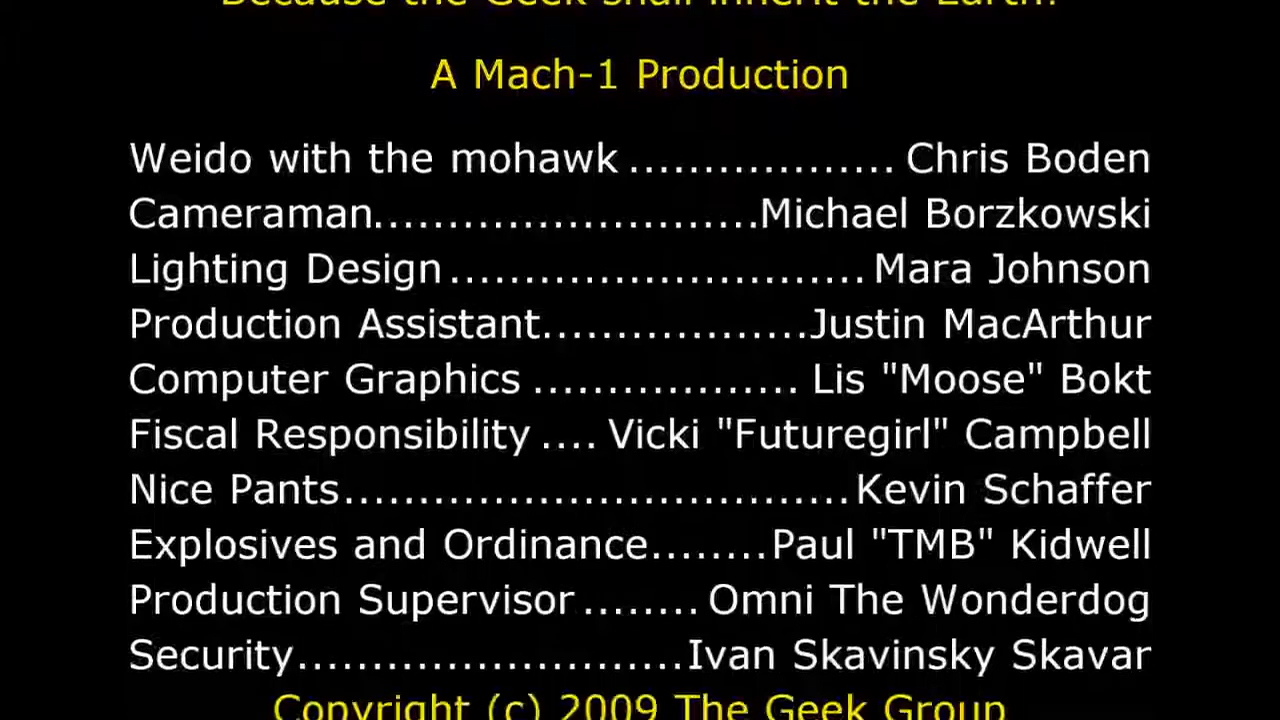 Because the Geek shall inherit the Earth!
A Mach-1 Production
Weido with the mohawk.................. Chris Boden
Cameraman..........................Michael Borzkowski
Lighting Design............................ Mara Johnson
Production Assistant..................Justin MacArthur
Computer Graphics .................. Lis "Moose" Bokt
Fiscal Responsibility.... Vicki "Futuregirl" Campbell
Nice Pants..................................Kevin Schaffer
Explosives and Ordinance........Paul "TMB" Kidwell
Production Supervisor........ Omni The Wonderdog
Security..........................Ivan Skavinsky Skavar
Copyright (c) 2009 The Geek Group